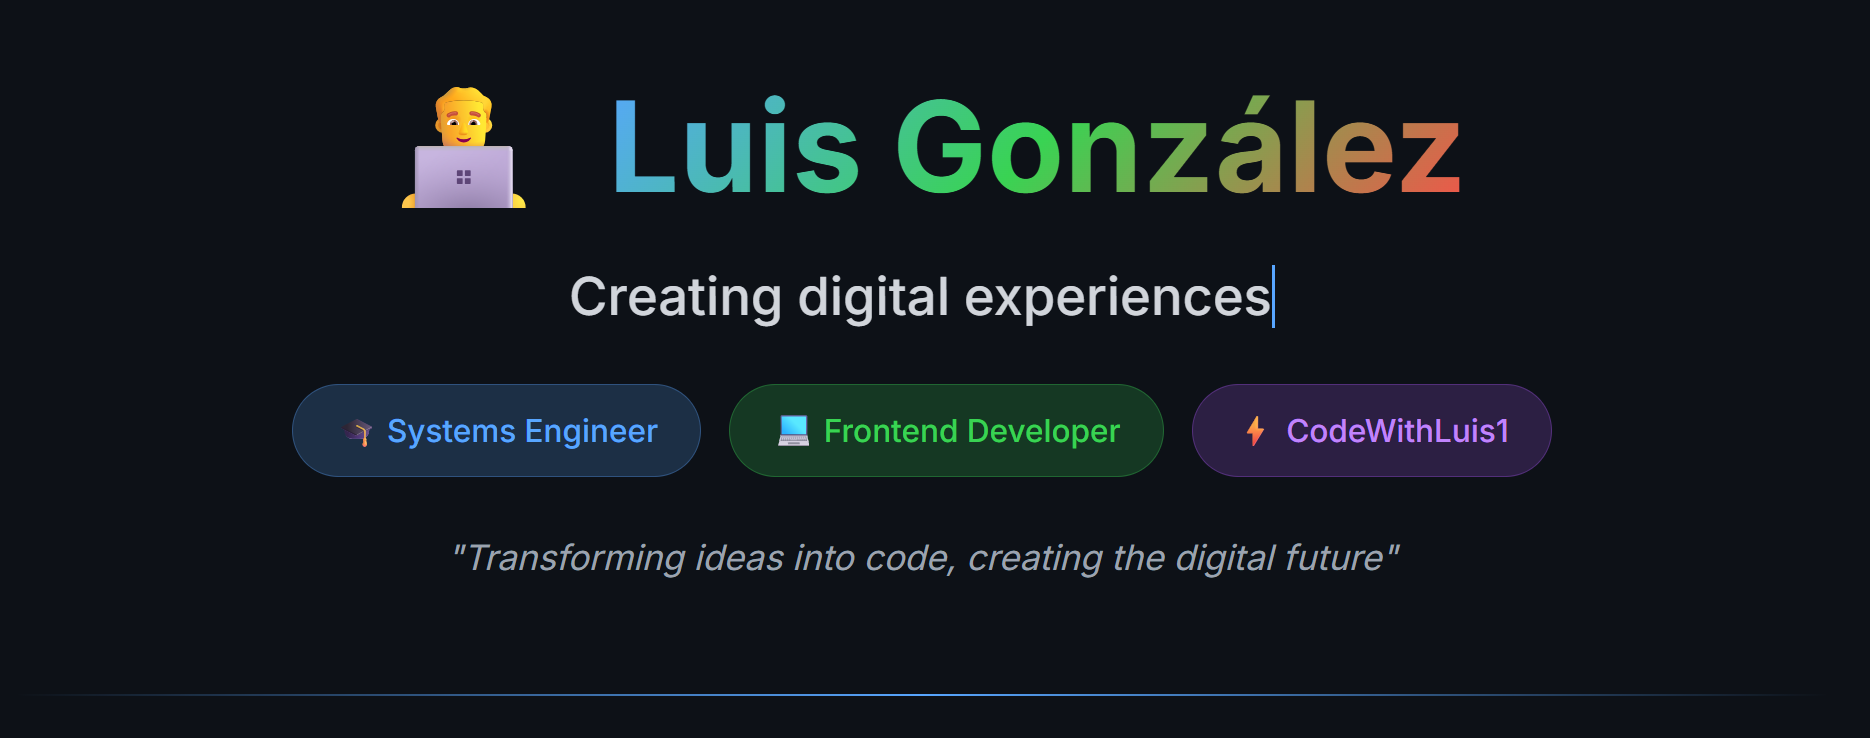 Luis González
Creating digital experiences
Systems Engineer
Frontend Developer
CodeWithLuis1
"Transforming ideas into code, creating the digital future"